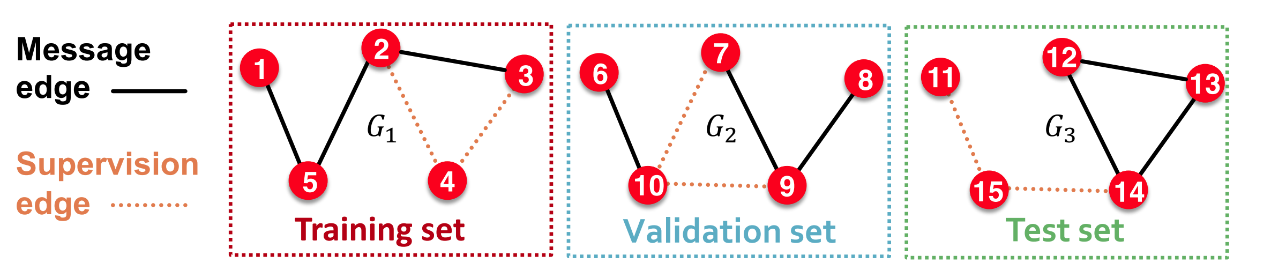 Message
edge
Supervision
edge
1
2
3
4
5
G₁
Training set
6
7
8
9
10
G₂
Validation set
11
12
13
14
15
G₃
Test set